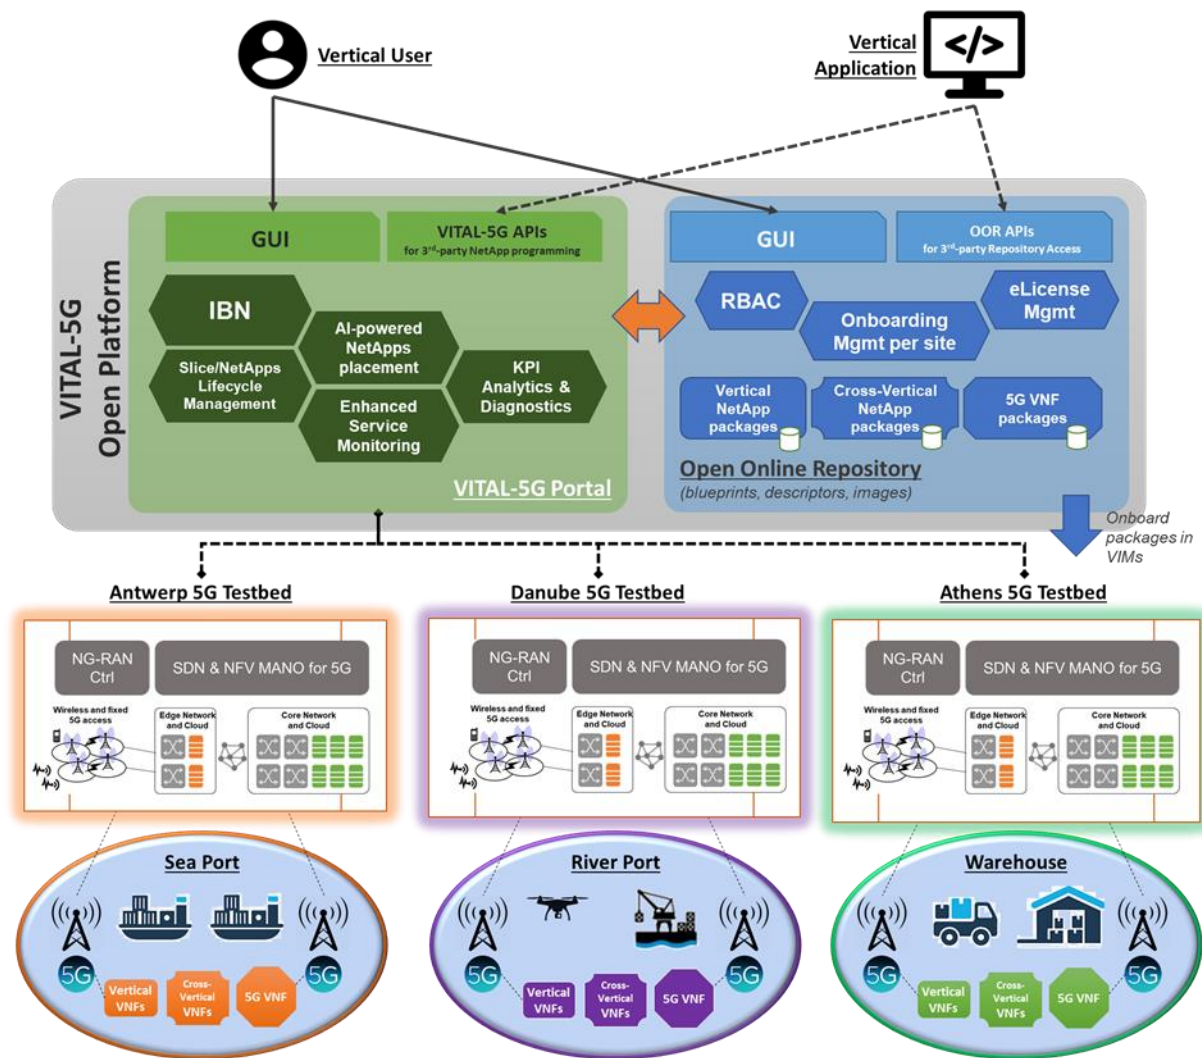 Vertical User
Vertical
Application
</>
VITAL-5G
Open Platform
GUI
VITAL-5G APIs
for 3rd-party NetApp programming
GUI
OOR APIs
for 3rd-party Repository Access
IBN
AI-powered
NetApps
placement
Slice/NetApps
Lifecycle
Management
KPI
Analytics &
Diagnostics
Enhanced
Service
Monitoring
VITAL-5G Portal
RBAC
Onboarding
Mgmt per site
eLicense
Mgmt
Vertical
NetApp
packages
Cross-Vertical
NetApp
packages
5G VNF
packages
Open Online Repository
(blueprints, descriptors, images)
Onboard
packages in
VIMs
Antwerp 5G Testbed
NG-RAN
Ctrl
SDN & NFV MANO for 5G
Wireless and fixed
5G access
Edge Network
and Cloud
Core Network
and Cloud
Danube 5G Testbed
NG-RAN
Ctrl
SDN & NFV MANO for 5G
Wireless and fixed
5G access
Edge Network
and Cloud
Core Network
and Cloud
Athens 5G Testbed
NG-RAN
Ctrl
SDN & NFV MANO for 5G
Wireless and fixed
5G access
Edge Network
and Cloud
Core Network
and Cloud
Sea Port
5G
Vertical
VNFs
Cross-
Vertical
VNFs
5G VNF
5G
River Port
5G
Vertical
VNFs
Cross-
Vertical
VNFs
5G VNF
5G
Warehouse
5G
Vertical
VNFs
Cross-
Vertical
VNFs
5G VNF
5G